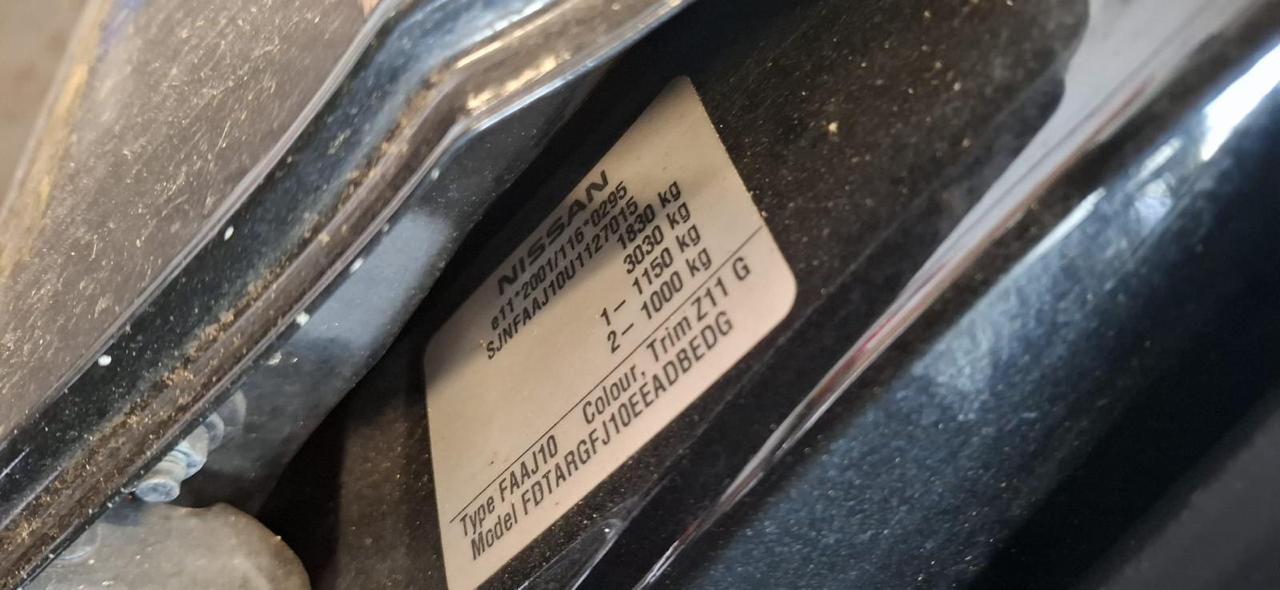 NISSAN
e11*2001/116*0295
SJNFAAJ10U1127015
1830 kg
3030 kg
1– 1150 kg
2– 1000 kg
Type FAAJ10 Colour, Trim Z11 G
Model FDTARGFJ10EEADBEDG